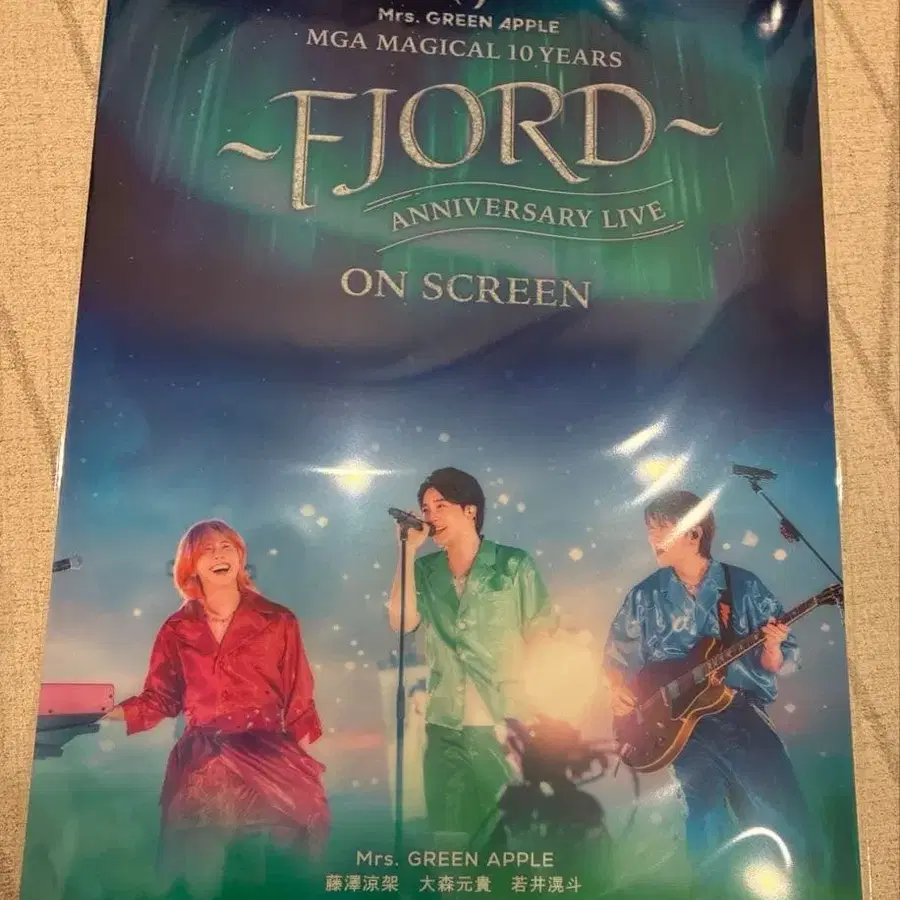 Mrs. GREEN APPLE
MGA MAGICAL 10 YEARS
~FJORD~
ANNIVERSARY LIVE
ON SCREEN
Mrs. GREEN APPLE
藤澤涼架 大森元貴 若井滉斗